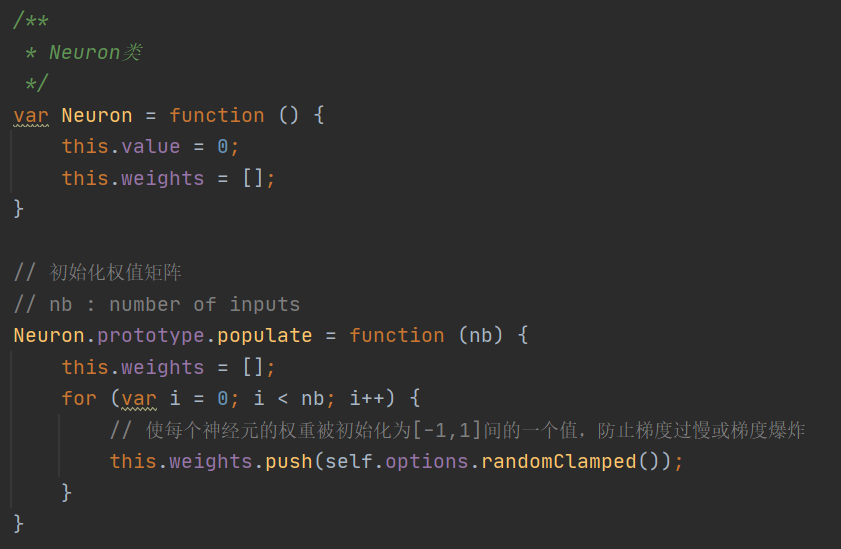 /**
 * Neuron类
 */
var Neuron = function () {
    this.value = 0;
    this.weights = [];
}
// 初始化权值矩阵
// nb : number of inputs
Neuron.prototype.populate = function (nb) {
    this.weights = [];
    for (var i = 0; i < nb; i++) {
        // 使每个神经元的权重被初始化为[-1,1]间的一个值，防止梯度过慢或梯度爆炸
        this.weights.push(self.options.randomClamped());
    }
}